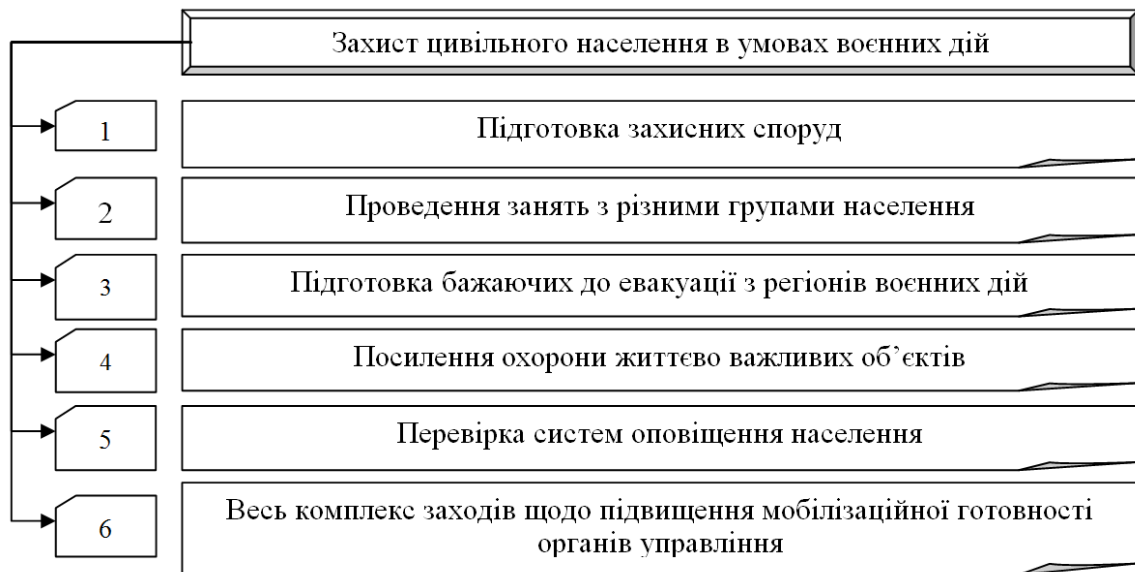 Захист цивільного населення в умовах воєнних дій
1
Підготовка захисних споруд
2
Проведення занять з різними групами населення
3
Підготовка бажаючих до евакуації з регіонів воєнних дій
4
Посилення охорони життєво важливих об’єктів
5
Перевірка систем оповіщення населення
6
Весь комплекс заходів щодо підвищення мобілізаційної готовності
органів управління